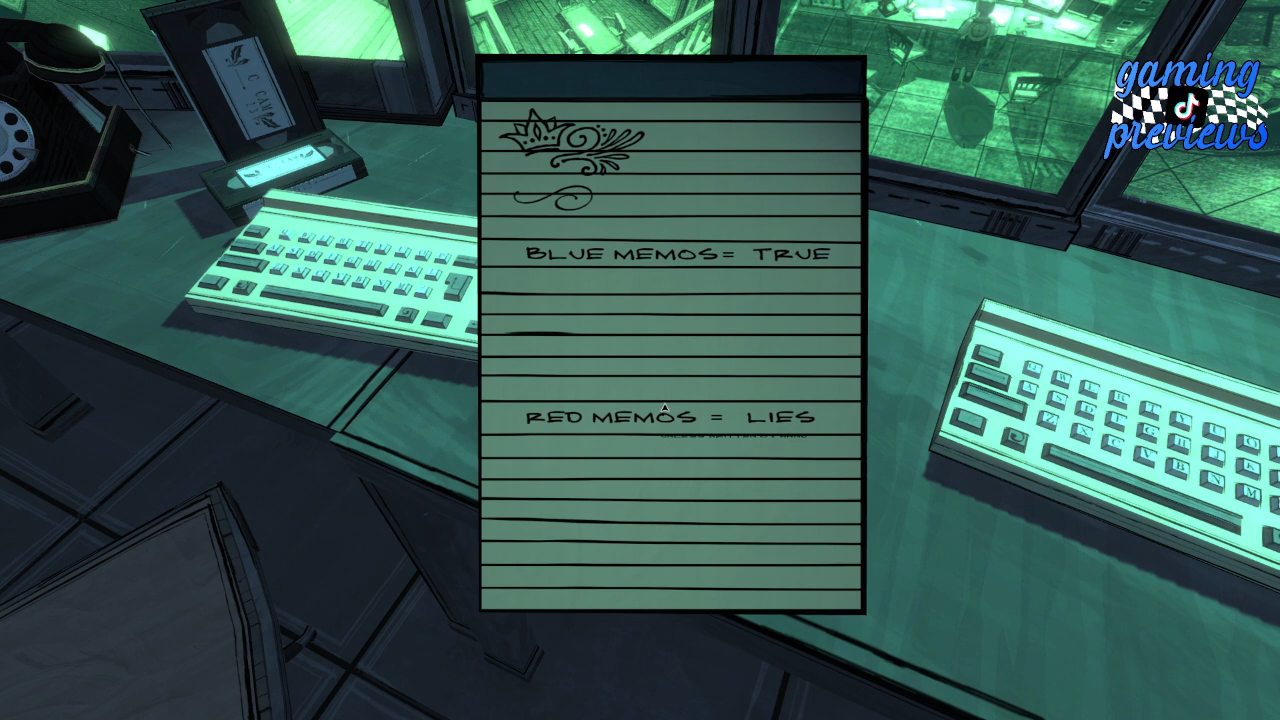 gaming
previews
BLUE MEMOS= TRUE
RED MEMOS = LIES